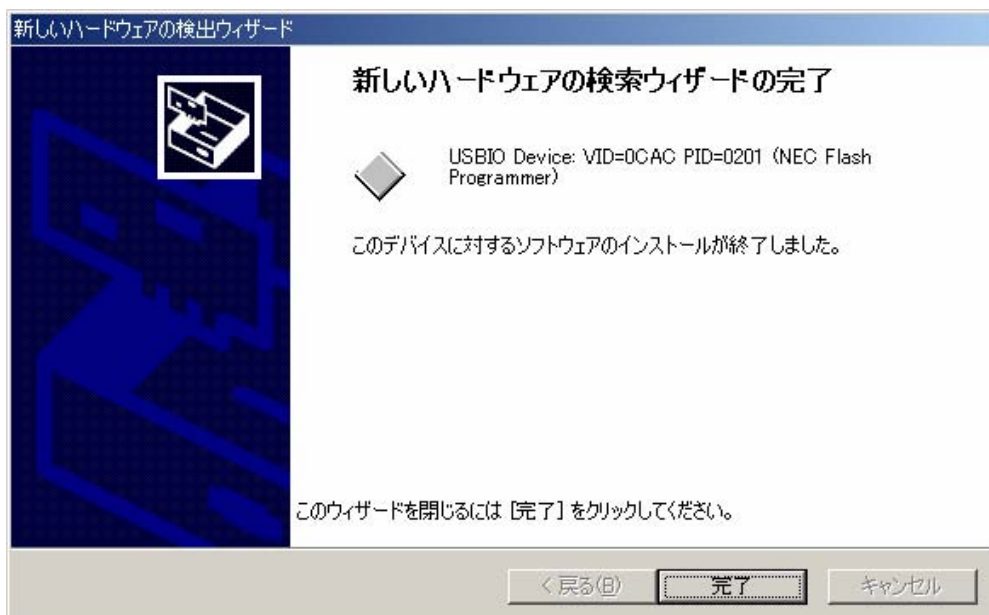 新しいハードウェアの検出ウィザード
新しいハードウェアの検索ウィザードの完了
USBIO Device: VID=0CAC PID=0201 (NEC Flash
Programmer)
このデバイスに対するソフトウェアのインストールが終了しました。
このウィザードを閉じるには [完了] をクリックしてください。
< 戻る(B)
完了
キャンセル